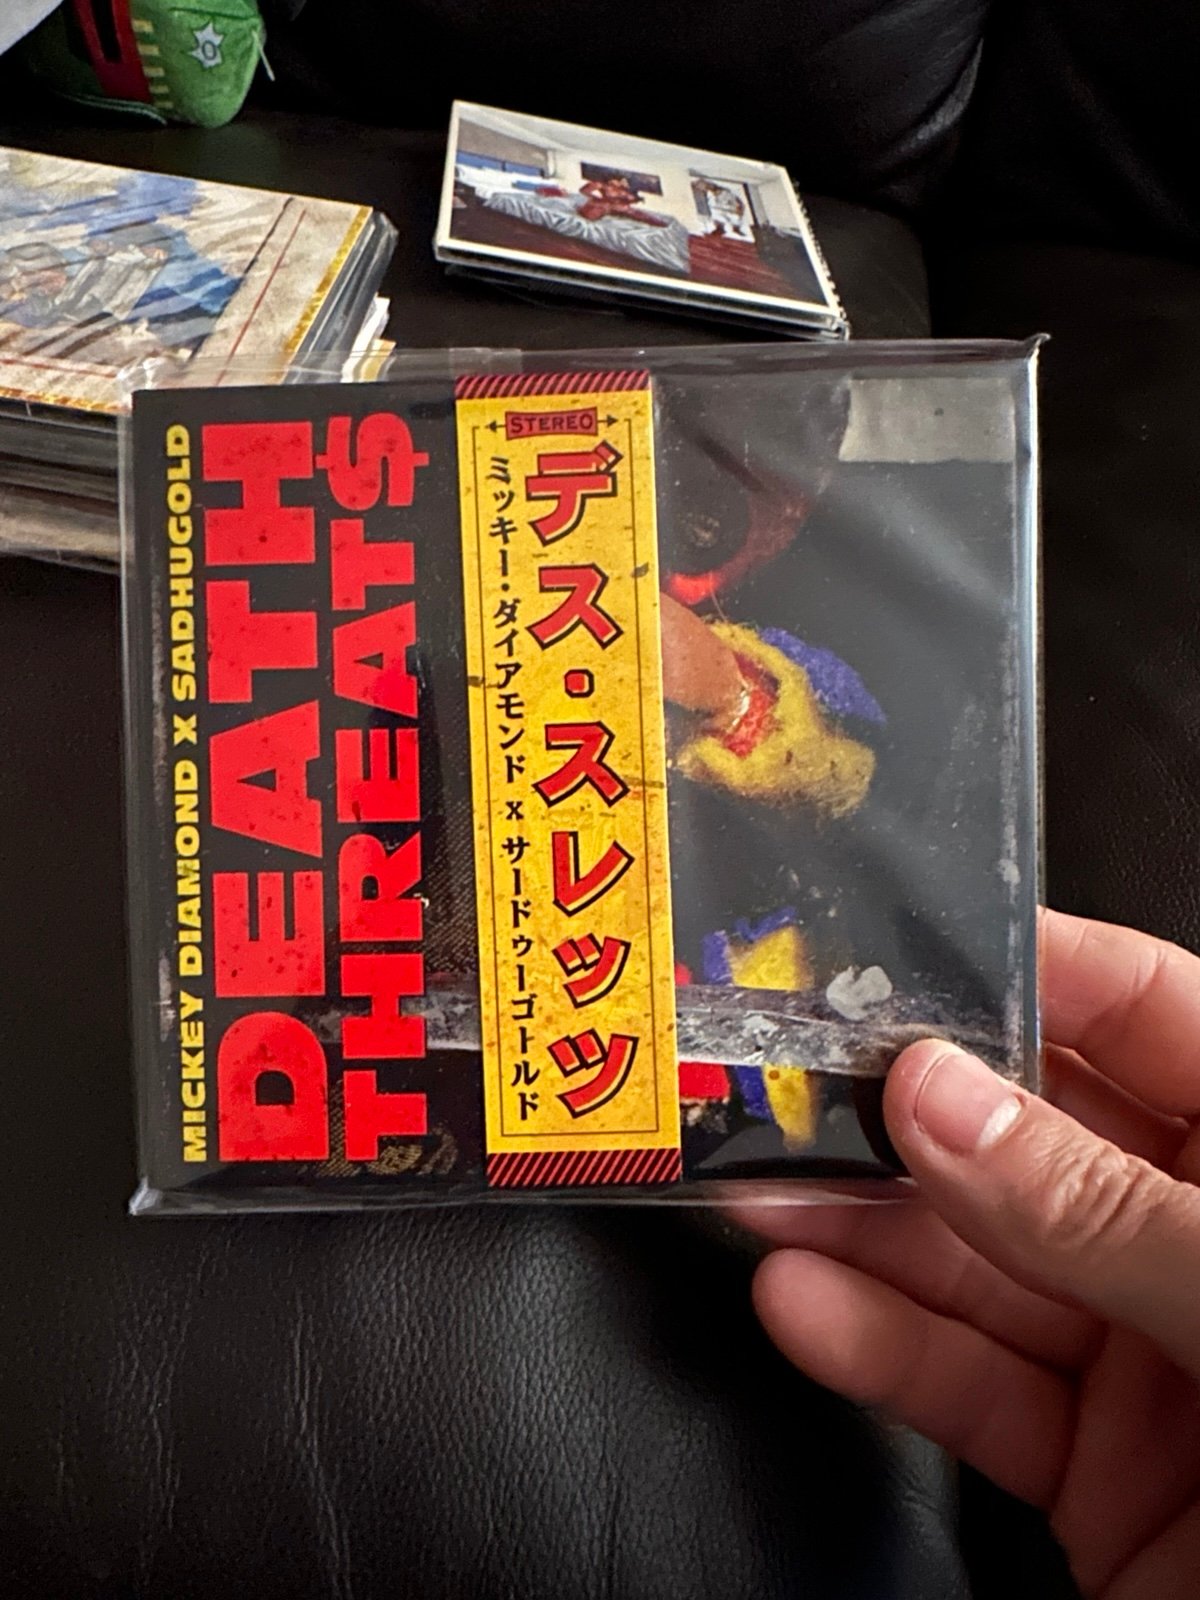 MICKEY DIAMOND X SADHUGOLD
DEATH
THREAT$
STEREO
デス・スレッツ
ミッキー・ダイアモンド x サードゥーゴールド